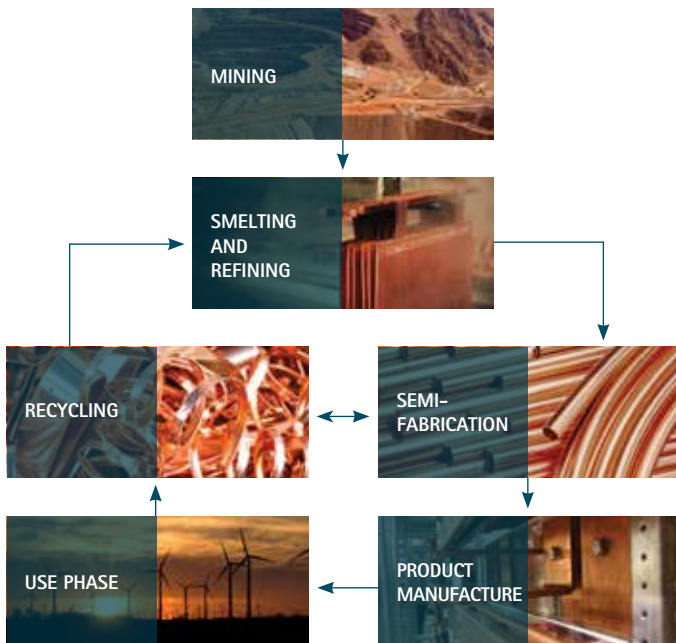 MINING
SMELTING
AND
REFINING
RECYCLING
SEMI-
FABRICATION
USE PHASE
PRODUCT
MANUFACTURE